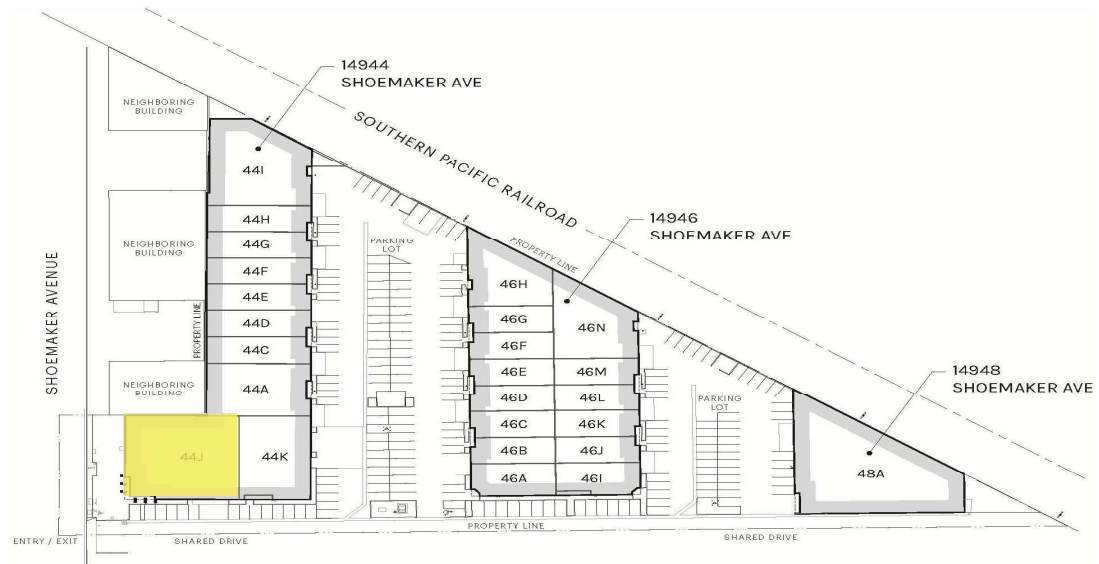 14944
SHOEMAKER AVE
NEIGHBORING
BUILDING
SOUTHERN PACIFIC RAILROAD
44I
14946
SHOEMAKER AVE
44H
44G
44F
44E
44D
44C
44A
44J
44K
NEIGHBORING
BUILDING
PARKING
LOT
PROPERTY LINE
46H
46G
46F
46E
46D
46C
46B
46A
46N
46M
46L
46K
46J
46I
SHOEMAKER AVENUE
PROPERTY LINE
NEIGHBORING
BUILDING
14948
SHOEMAKER AVE
PARKING
LOT
48A
PROPERTY LINE
ENTRY / EXIT
SHARED DRIVE
SHARED DRIVE